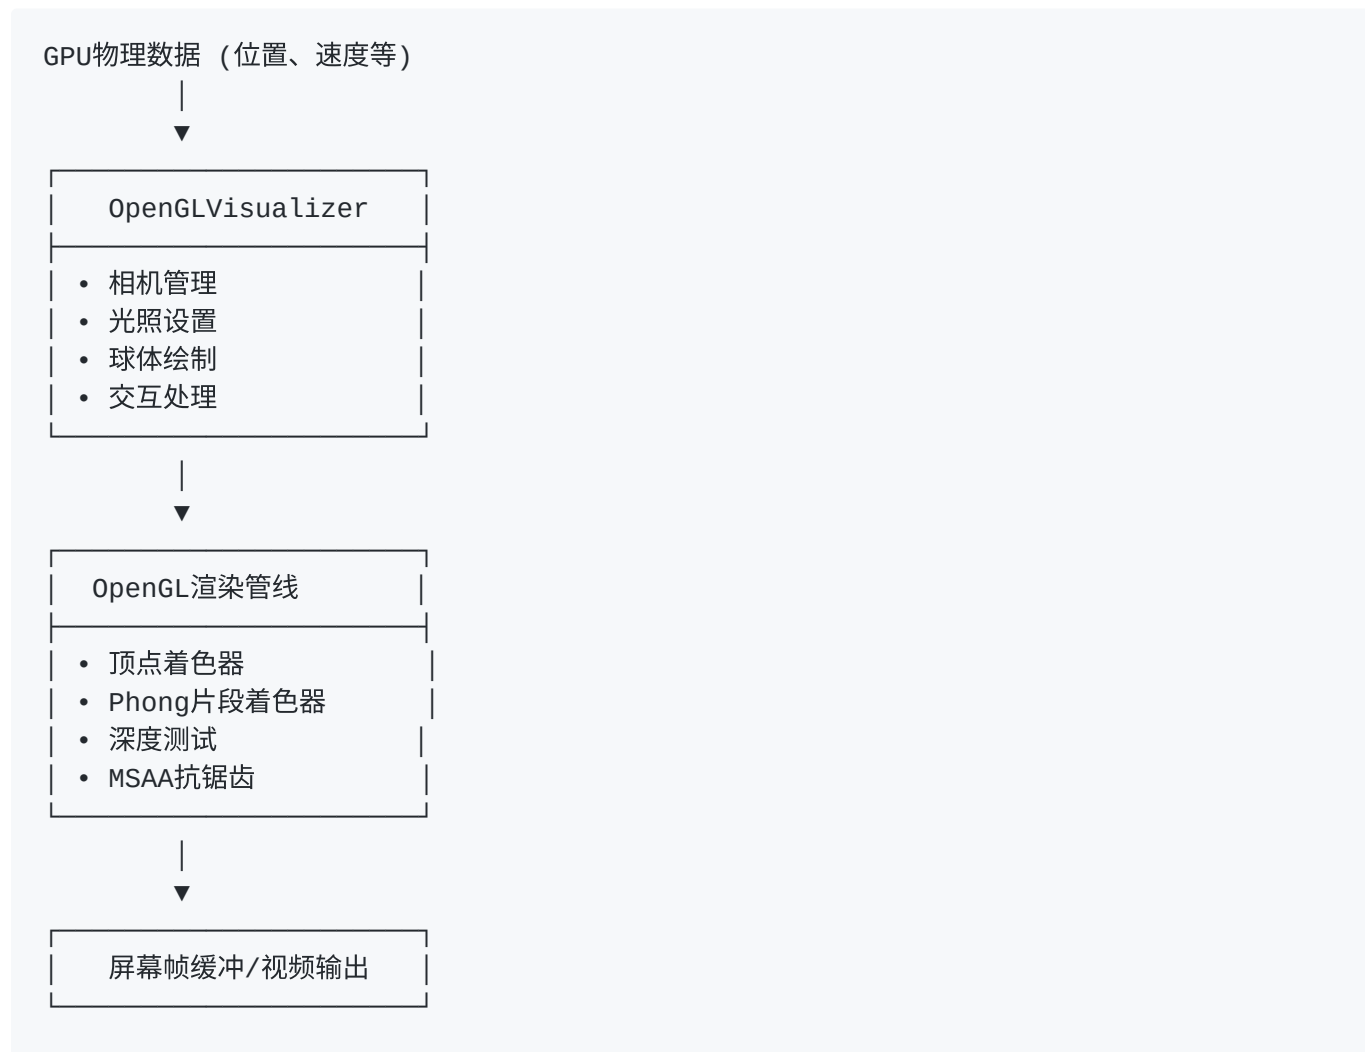 GPU物理数据 (位置、速度等)
OpenGLVisualizer
• 相机管理
• 光照设置
• 球体绘制
• 交互处理
OpenGL渲染管线
• 顶点着色器
• Phong片段着色器
• 深度测试
• MSAA抗锯齿
屏幕帧缓冲/视频输出